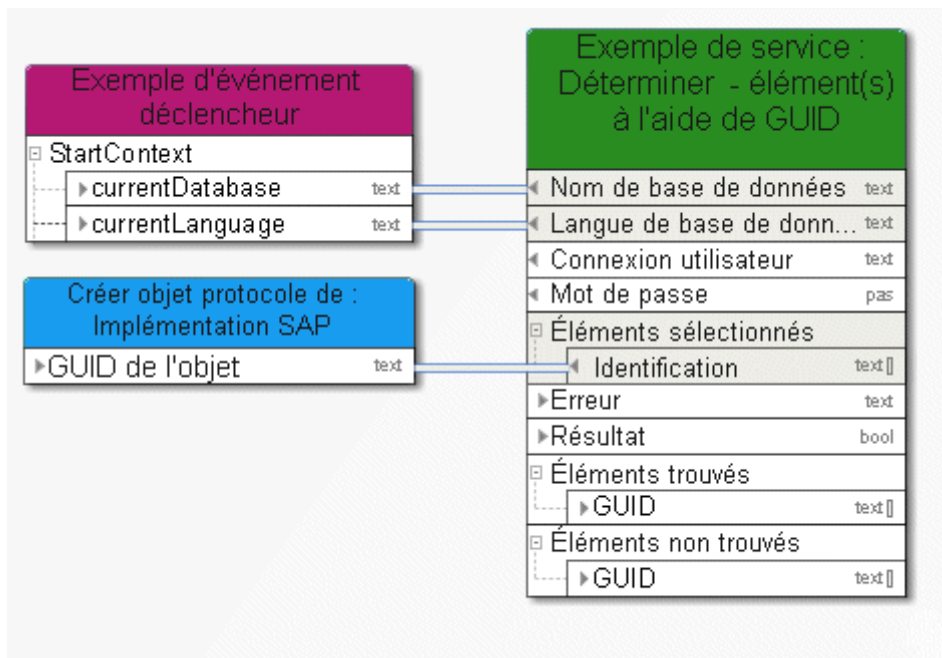 Exemple d'événement
déclencheur
StartContext
currentDatabase text
currentLanguage text
Créer objet protocole de :
Implémentation SAP
GUID de l'objet text
Exemple de service :
Déterminer - élément(s)
à l'aide de GUID
Nom de base de données text
Langue de base de donn... text
Connexion utilisateur text
Mot de passe pas
Éléments sélectionnés
Identification text[]
Erreur text
Résultat bool
Éléments trouvés
GUID text[]
Éléments non trouvés
GUID text[]